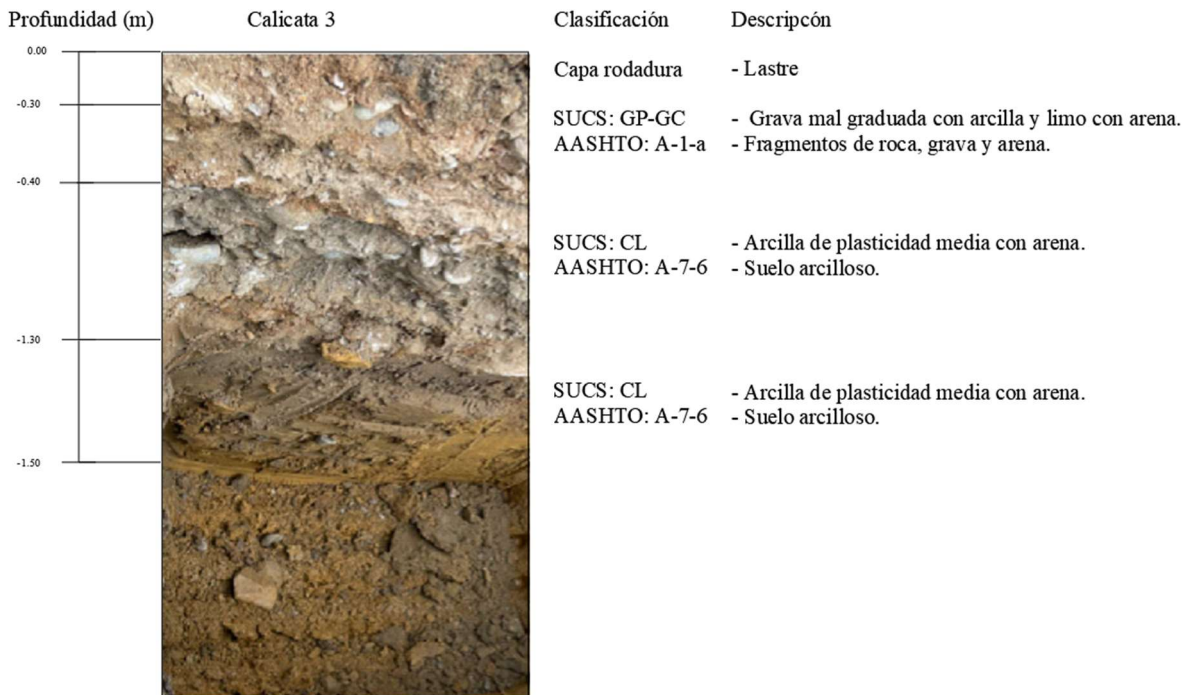 Profundidad (m) Calicata 3 Clasificación Descripcón
0.00
Capa rodadura - Lastre
-0.30
SUCS: GP-GC - Grava mal graduada con arcilla y limo con arena.
AASHTO: A-1-a - Fragmentos de roca, grava y arena.
-0.40
SUCS: CL - Arcilla de plasticidad media con arena.
AASHTO: A-7-6 - Suelo arcilloso.
-1.30
SUCS: CL - Arcilla de plasticidad media con arena.
AASHTO: A-7-6 - Suelo arcilloso.
-1.50